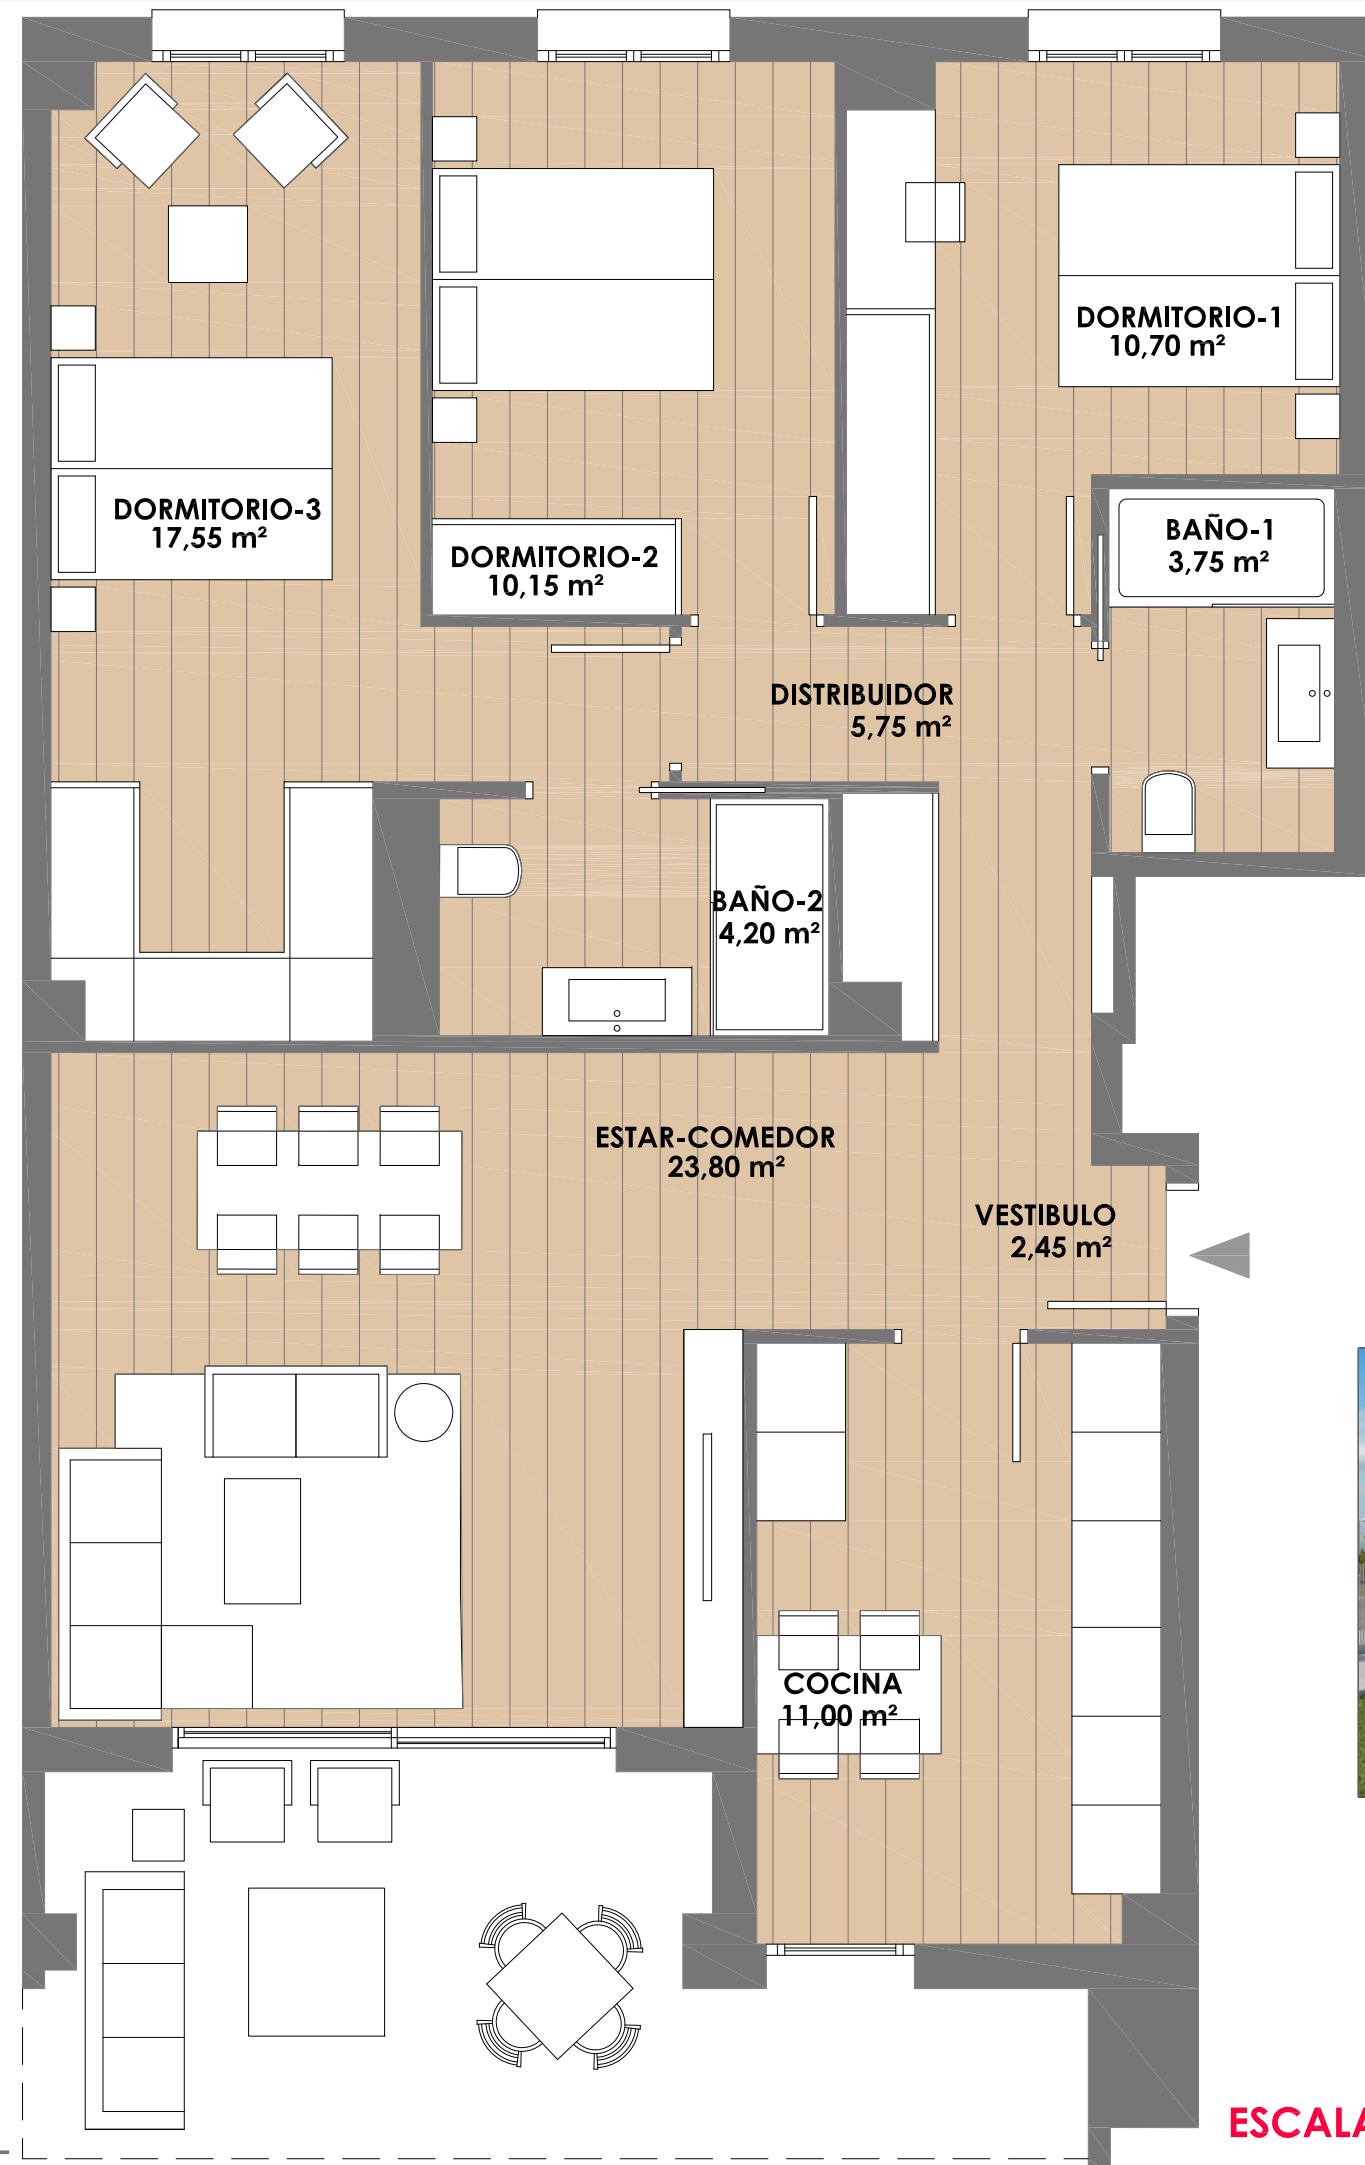 DORMITORIO-1
10,70 m²
DORMITORIO-3
17,55 m²
DORMITORIO-2
10,15 m²
BAÑO-1
3,75 m²
DISTRIBUIDOR
5,75 m²
BAÑO-2
4,20 m²
ESTAR-COMEDOR
23,80 m²
VESTIBULO
2,45 m²
COCINA
11,00 m²
ESCALA